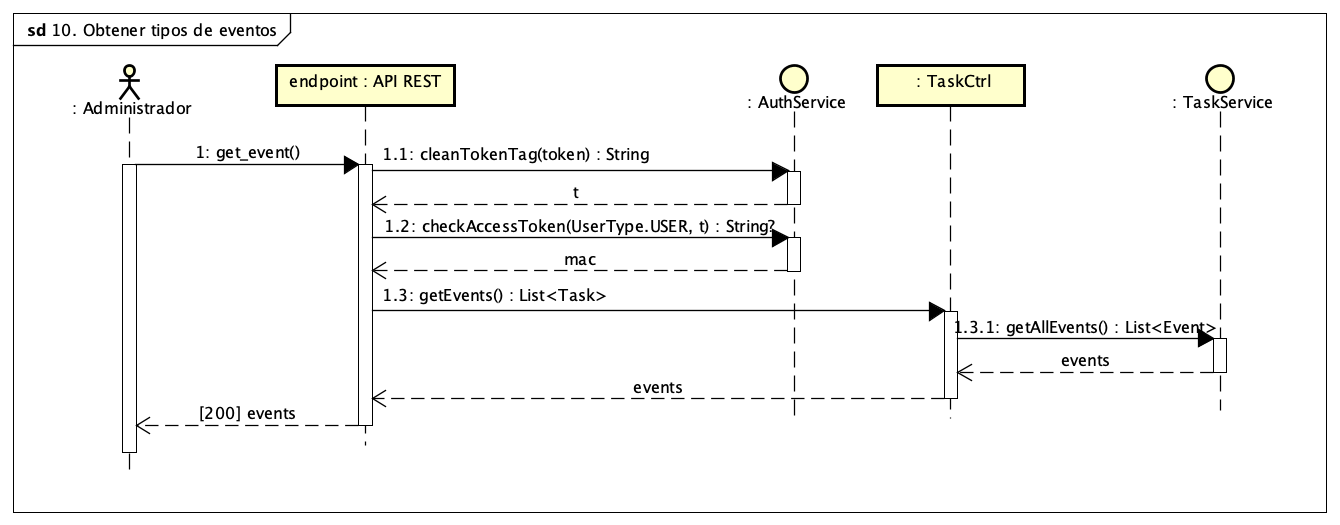 sd 10. Obtener tipos de eventos
: Administrador
endpoint : API REST
: AuthService
: TaskCtrl
: TaskService
1: get_event()
1.1: cleanTokenTag(token) : String
t
1.2: checkAccessToken(UserType.USER, t) : String?
mac
1.3: getEvents() : List<Task>
1.3.1: getAllEvents() : List<Event>
events
events
[200] events